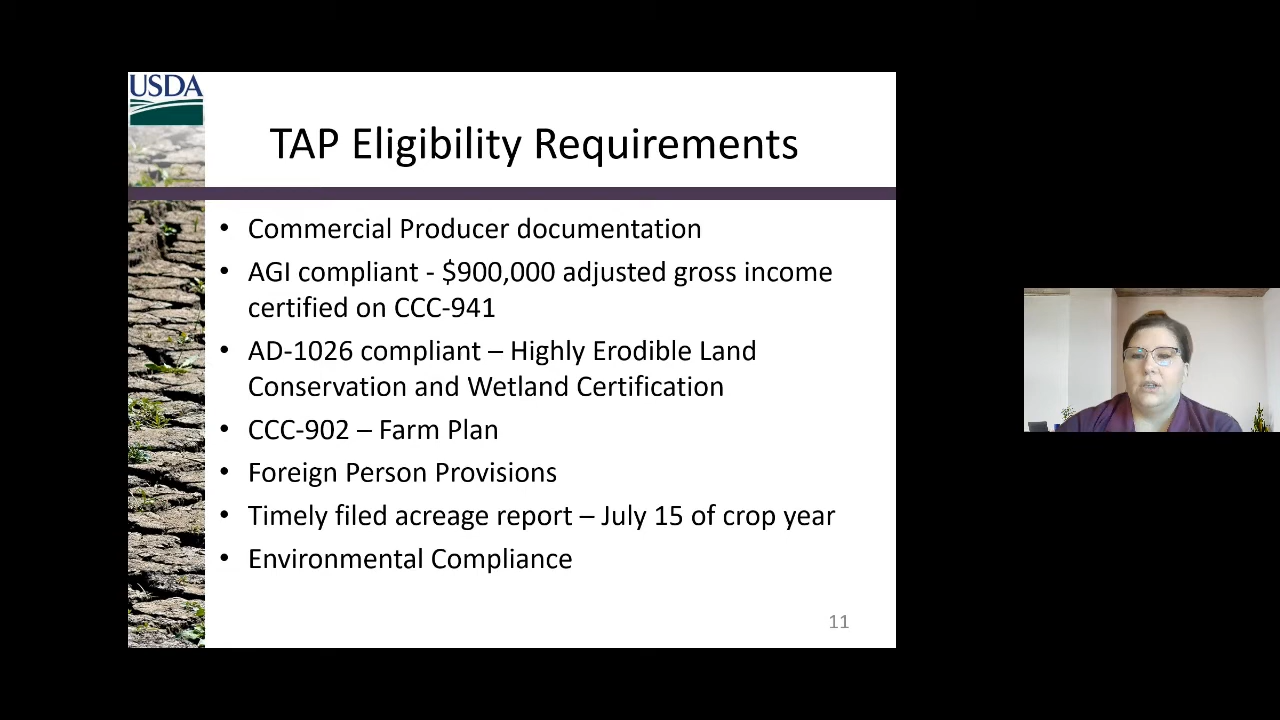 USDA
TAP Eligibility Requirements
• Commercial Producer documentation
• AGI compliant - $900,000 adjusted gross income
certified on CCC-941
• AD-1026 compliant – Highly Erodible Land
Conservation and Wetland Certification
• CCC-902 – Farm Plan
• Foreign Person Provisions
• Timely filed acreage report – July 15 of crop year
• Environmental Compliance
11